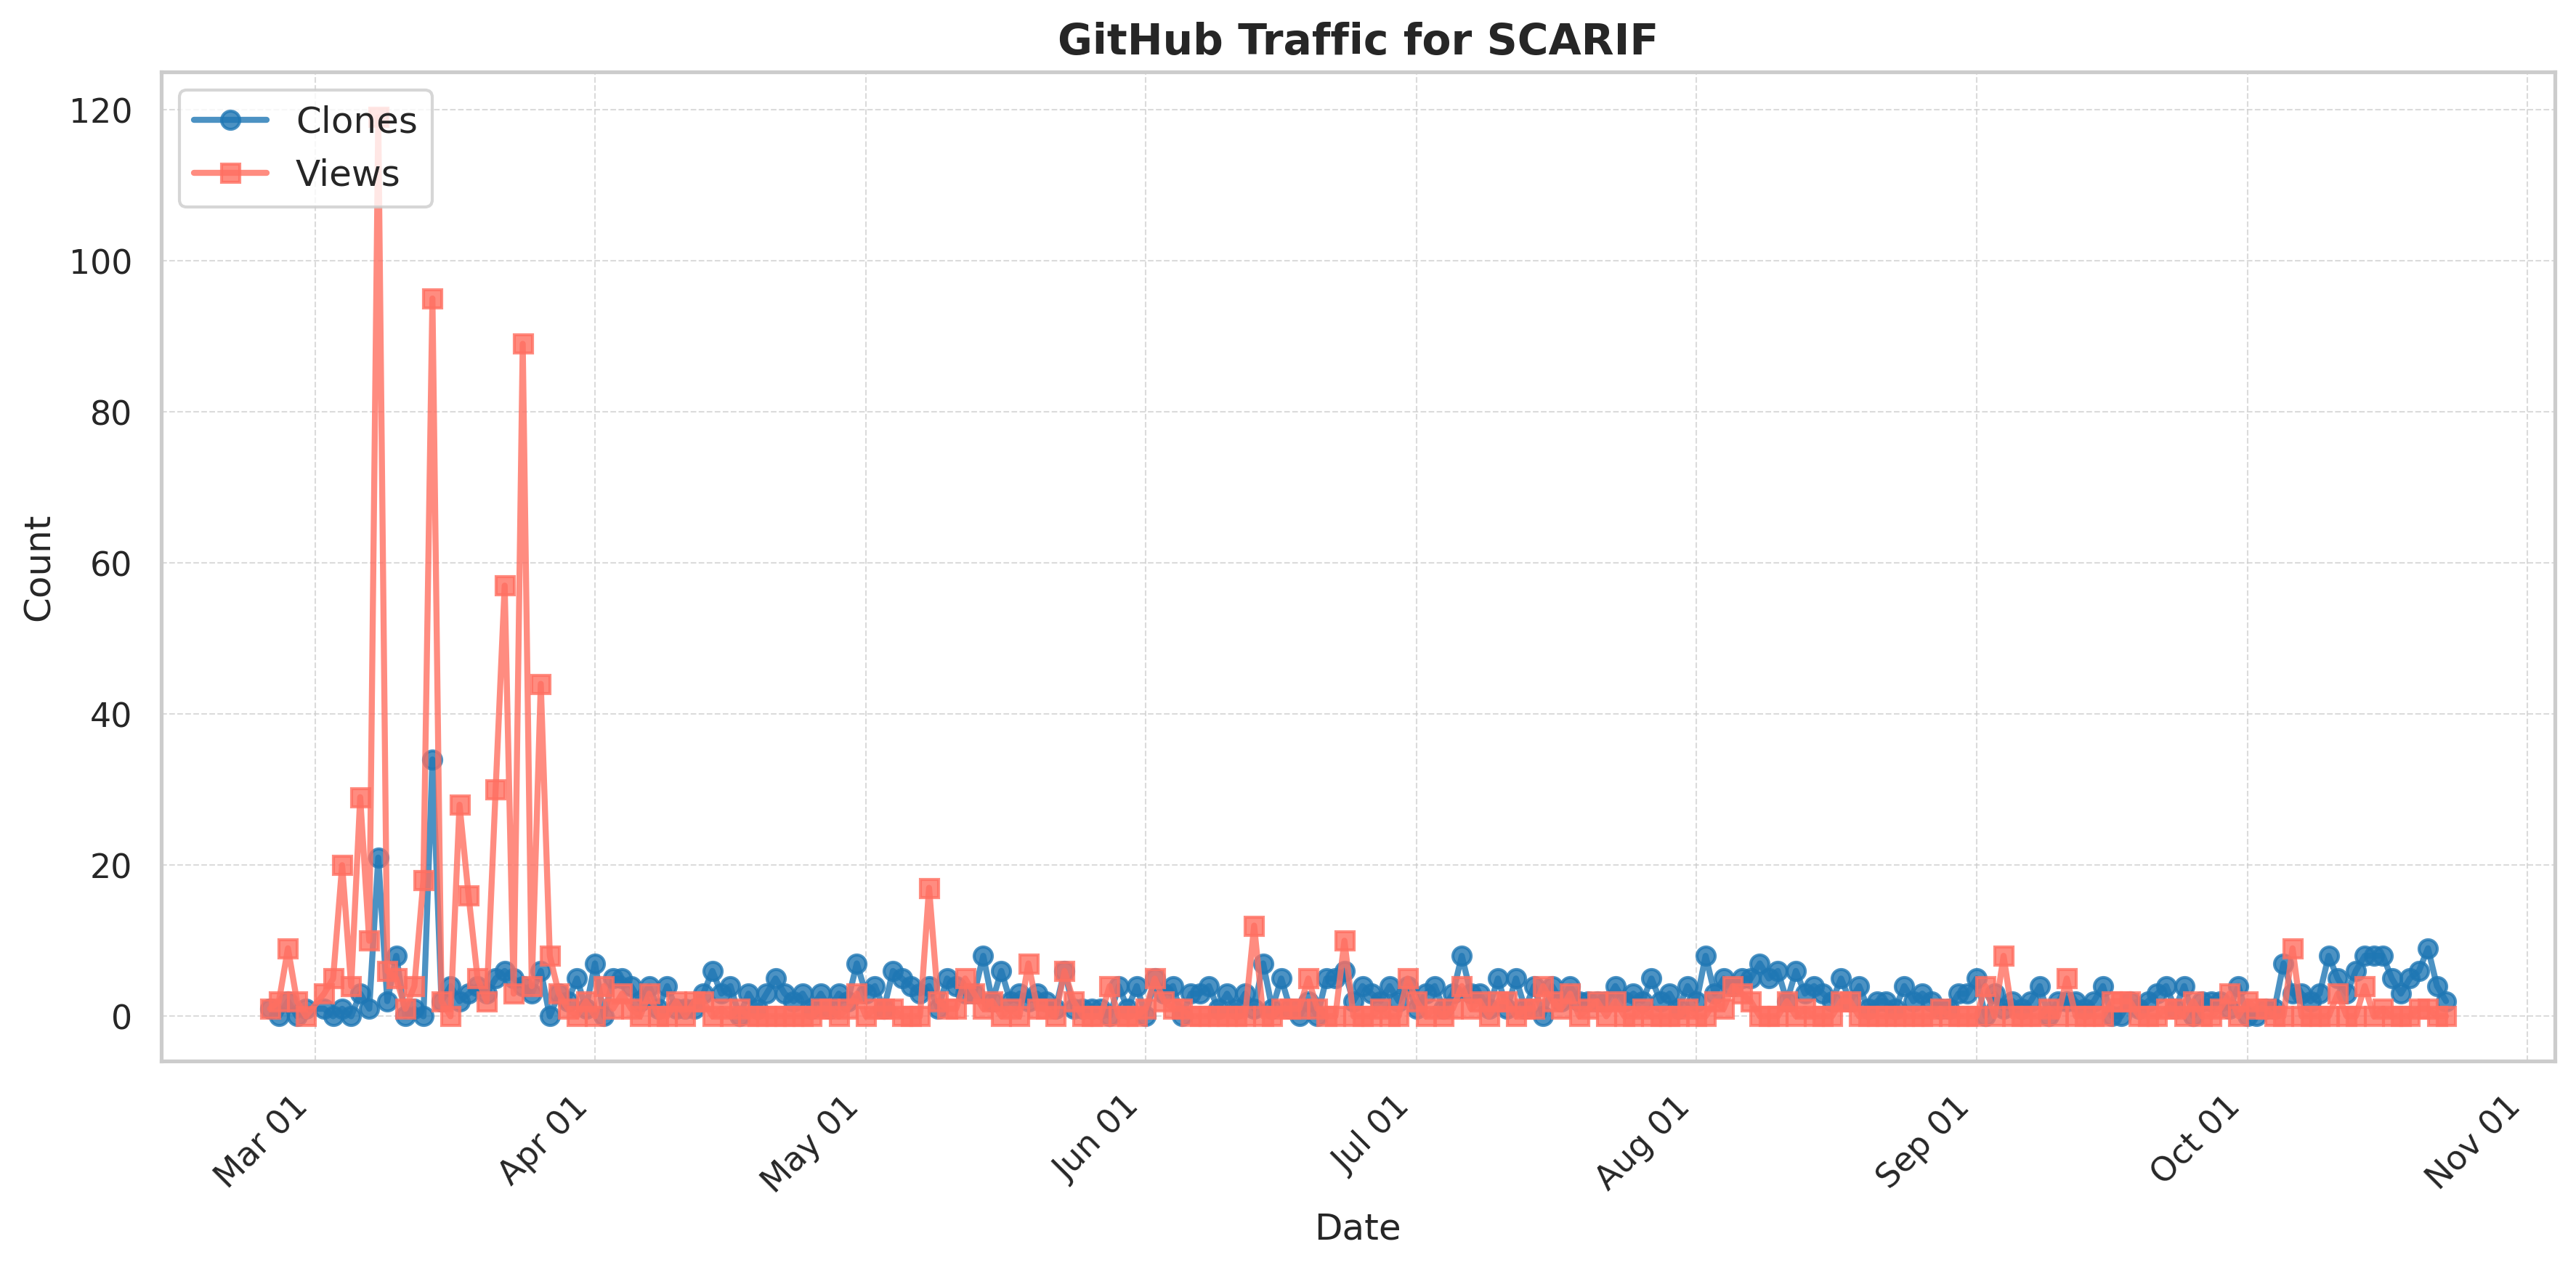 GitHub Traffic for SCARIF
Clones
Views
120
100
80
60
40
20
0
Count
Mar 01
Apr 01
May 01
Jun 01
Jul 01
Aug 01
Sep 01
Oct 01
Nov 01
Date